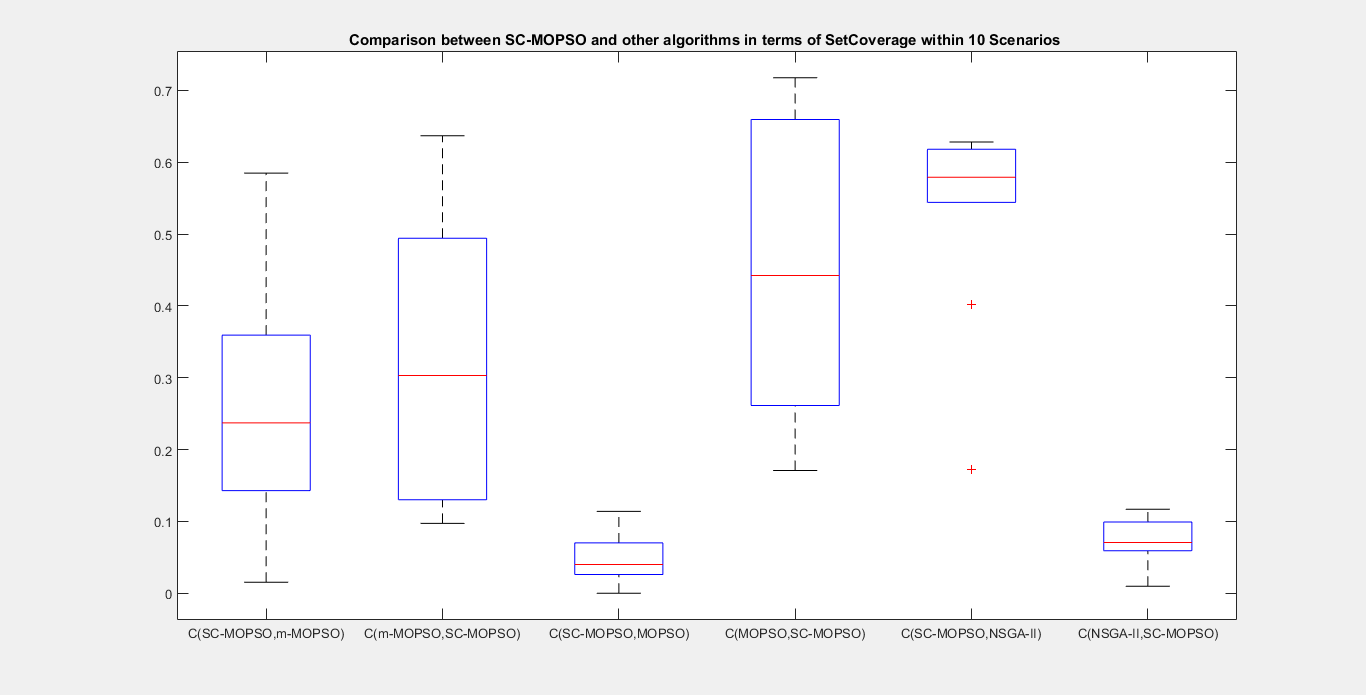 Comparison between SC-MOPSO and other algorithms in terms of SetCoverage within 10 Scenarios
0.7
0.6
0.5
0.4
0.3
0.2
0.1
0
C(SC-MOPSO,m-MOPSO)
C(m-MOPSO,SC-MOPSO)
C(SC-MOPSO,MOPSO)
C(MOPSO,SC-MOPSO)
C(SC-MOPSO,NSGA-II)
C(NSGA-II,SC-MOPSO)